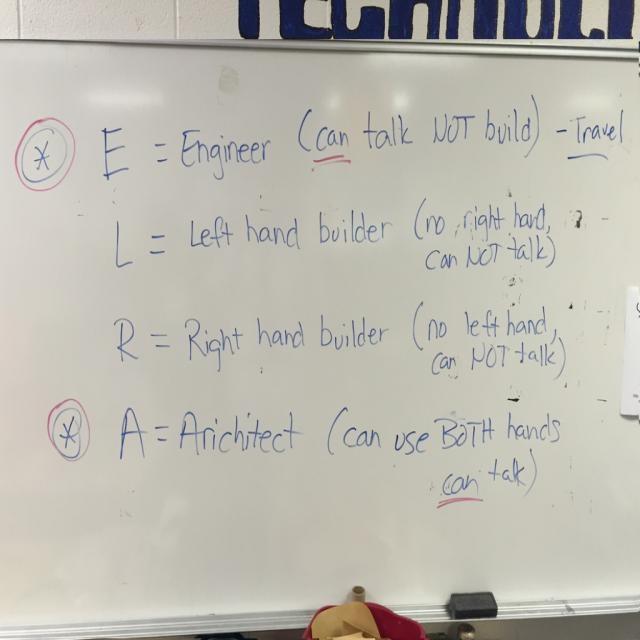 TECHNOL
* E = Engineer (can talk NOT build) - Travel
L = Left hand builder (no right hand,
can NOT talk)
R = Right hand builder (no left hand,
can NOT talk)
* A = Arichitect (can use BOTH hands
can talk)